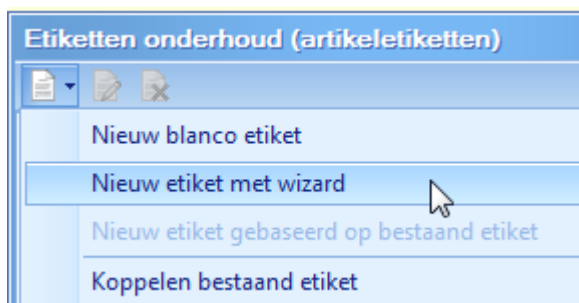 Etiketten onderhoud (artikeletiketten)
Nieuw blanco etiket
Nieuw etiket met wizard
Nieuw etiket gebaseerd op bestaand etiket
Koppelen bestaand etiket